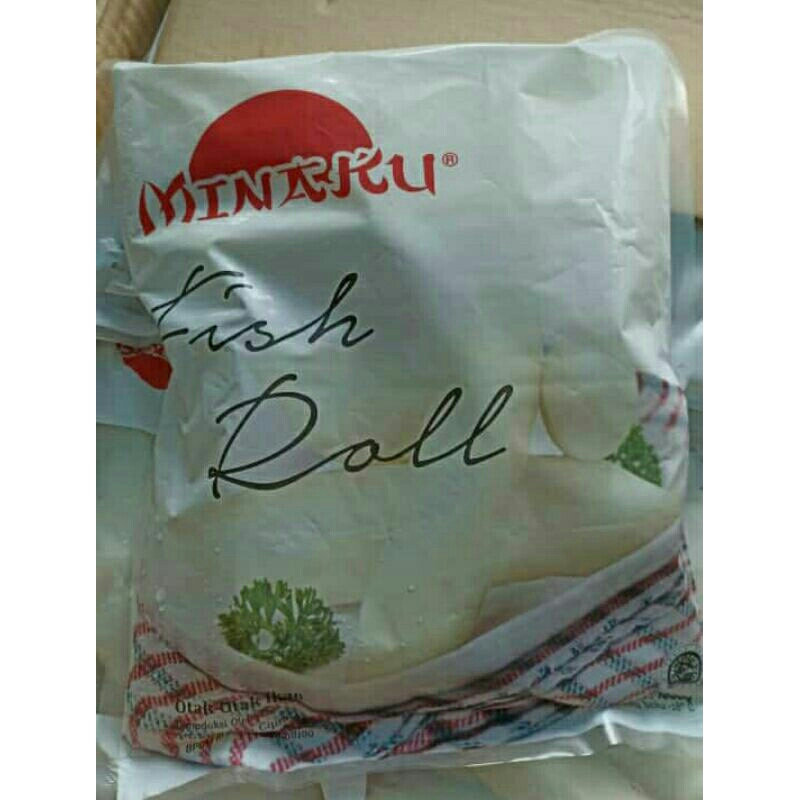 MINAKU®
Fish
Roll
Otak-Otak Ikan